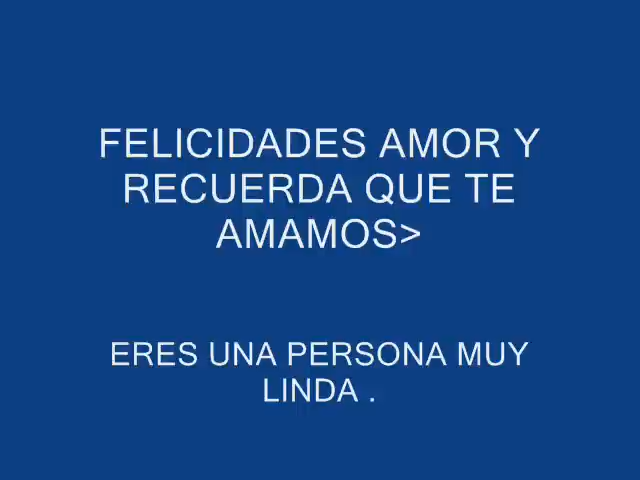 FELICIDADES AMOR Y
RECUERDA QUE TE
AMAMOS>
ERES UNA PERSONA MUY
LINDA .